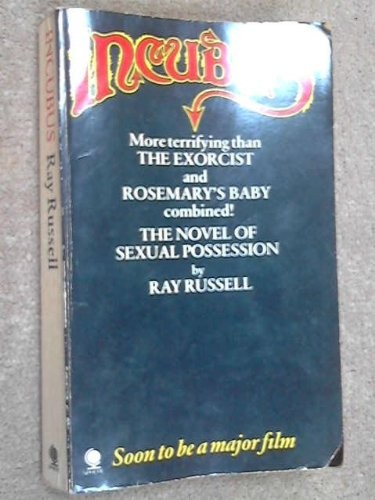 INCUBUS
More terrifying than
THE EXORCIST
and
ROSEMARY'S BABY
combined!
THE NOVEL OF
SEXUAL POSSESSION
by
RAY RUSSELL
Soon to be a major film
INCUBUS Ray Russell